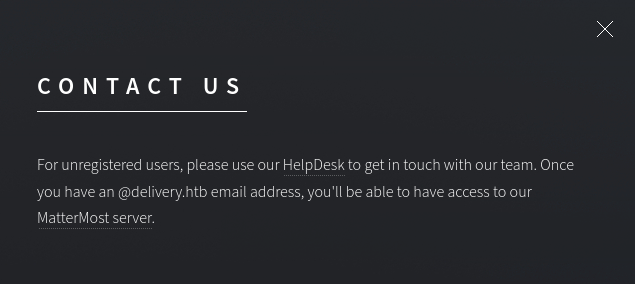 CONTACT US
For unregistered users, please use our HelpDesk to get in touch with our team. Once
you have an @delivery.htb email address, you'll be able to have access to our
MatterMost server.